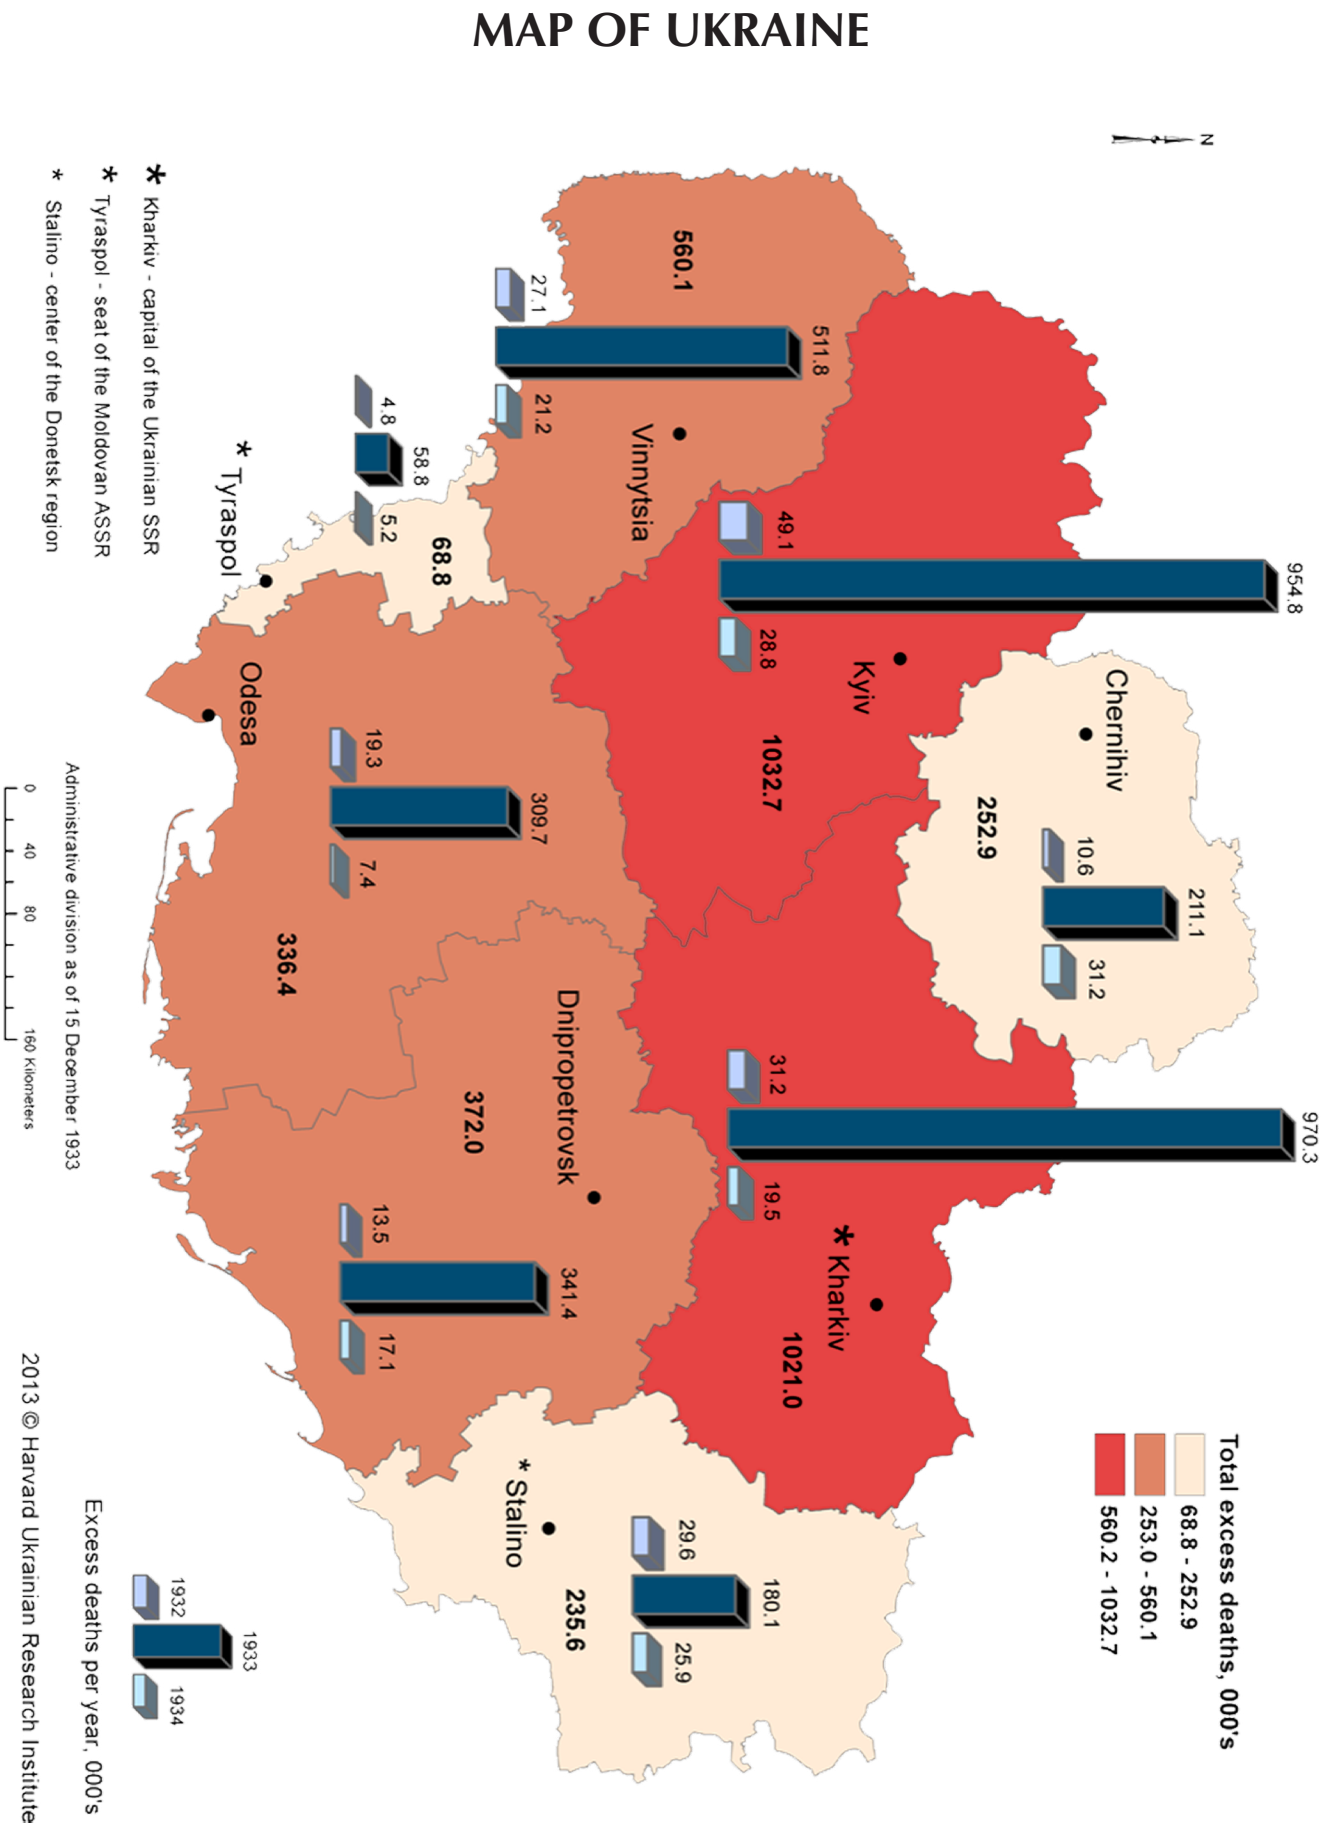 MAP OF UKRAINE
N
Total excess deaths, 000's
68.8 - 252.9
253.0 - 560.1
560.2 - 1032.7
Chernihiv
252.9
10.6
211.1
31.2
Kyiv
1032.7
49.1
954.8
28.8
* Kharkiv
1021.0
31.2
970.3
19.5
Vinnytsia
560.1
27.1
511.8
21.2
* Tyraspol
68.8
4.8
58.8
5.2
Odesa
336.4
19.3
309.7
7.4
Dnipropetrovsk
372.0
13.5
341.4
17.1
* Stalino
235.6
29.6
180.1
25.9
* Kharkiv - capital of the Ukrainian SSR
* Tyraspol - seat of the Moldovan ASSR
* Stalino - center of the Donetsk region
Administrative division as of 15 December 1933
0 40 80 160 Kilometers
1932
1933
1934
Excess deaths per year, 000's
2013 © Harvard Ukrainian Research Institute